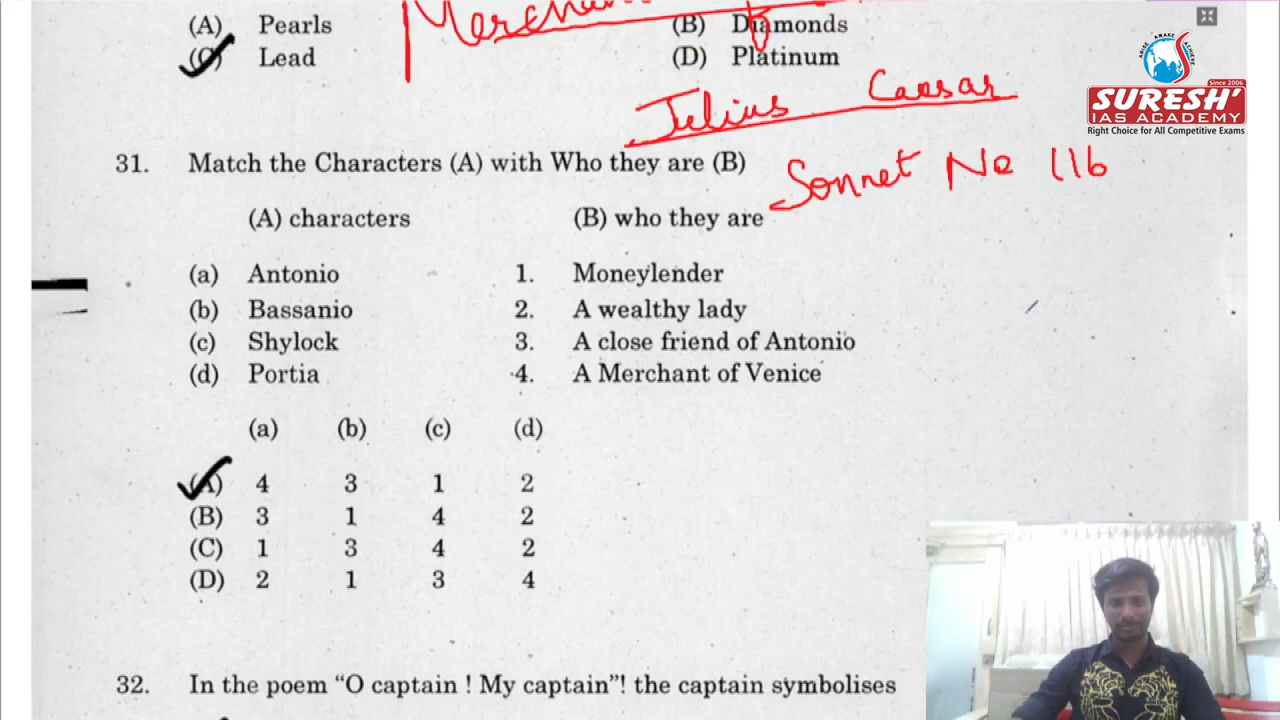 Merchan
(A) Pearls (B) Diamonds
(C) Lead (D) Platinum
Julius Caesar
ARISE AWAKE ACHIEVE
Since 2006
SURESH'
IAS ACADEMY
Right Choice for All Competitive Exams
31. Match the Characters (A) with Who they are (B)
Sonnet No 116
(A) characters (B) who they are
(a) Antonio 1. Moneylender
(b) Bassanio 2. A wealthy lady
(c) Shylock 3. A close friend of Antonio
(d) Portia 4. A Merchant of Venice
(a) (b) (c) (d)
(A) 4 3 1 2
(B) 3 1 4 2
(C) 1 3 4 2
(D) 2 1 3 4
32. In the poem “O captain ! My captain”! the captain symbolises